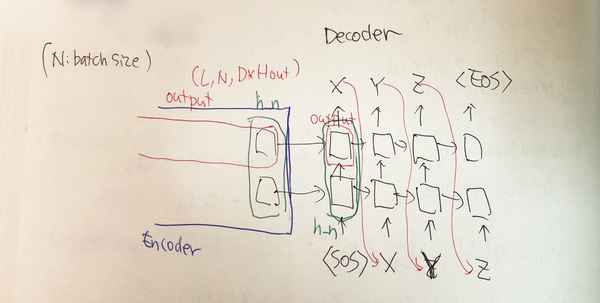 Decoder
(N: batch size)
(L, N, D×Hout)
output
h_n
X Y Z <EOS>
output
Encoder
h_n
<SOS> X Y Z